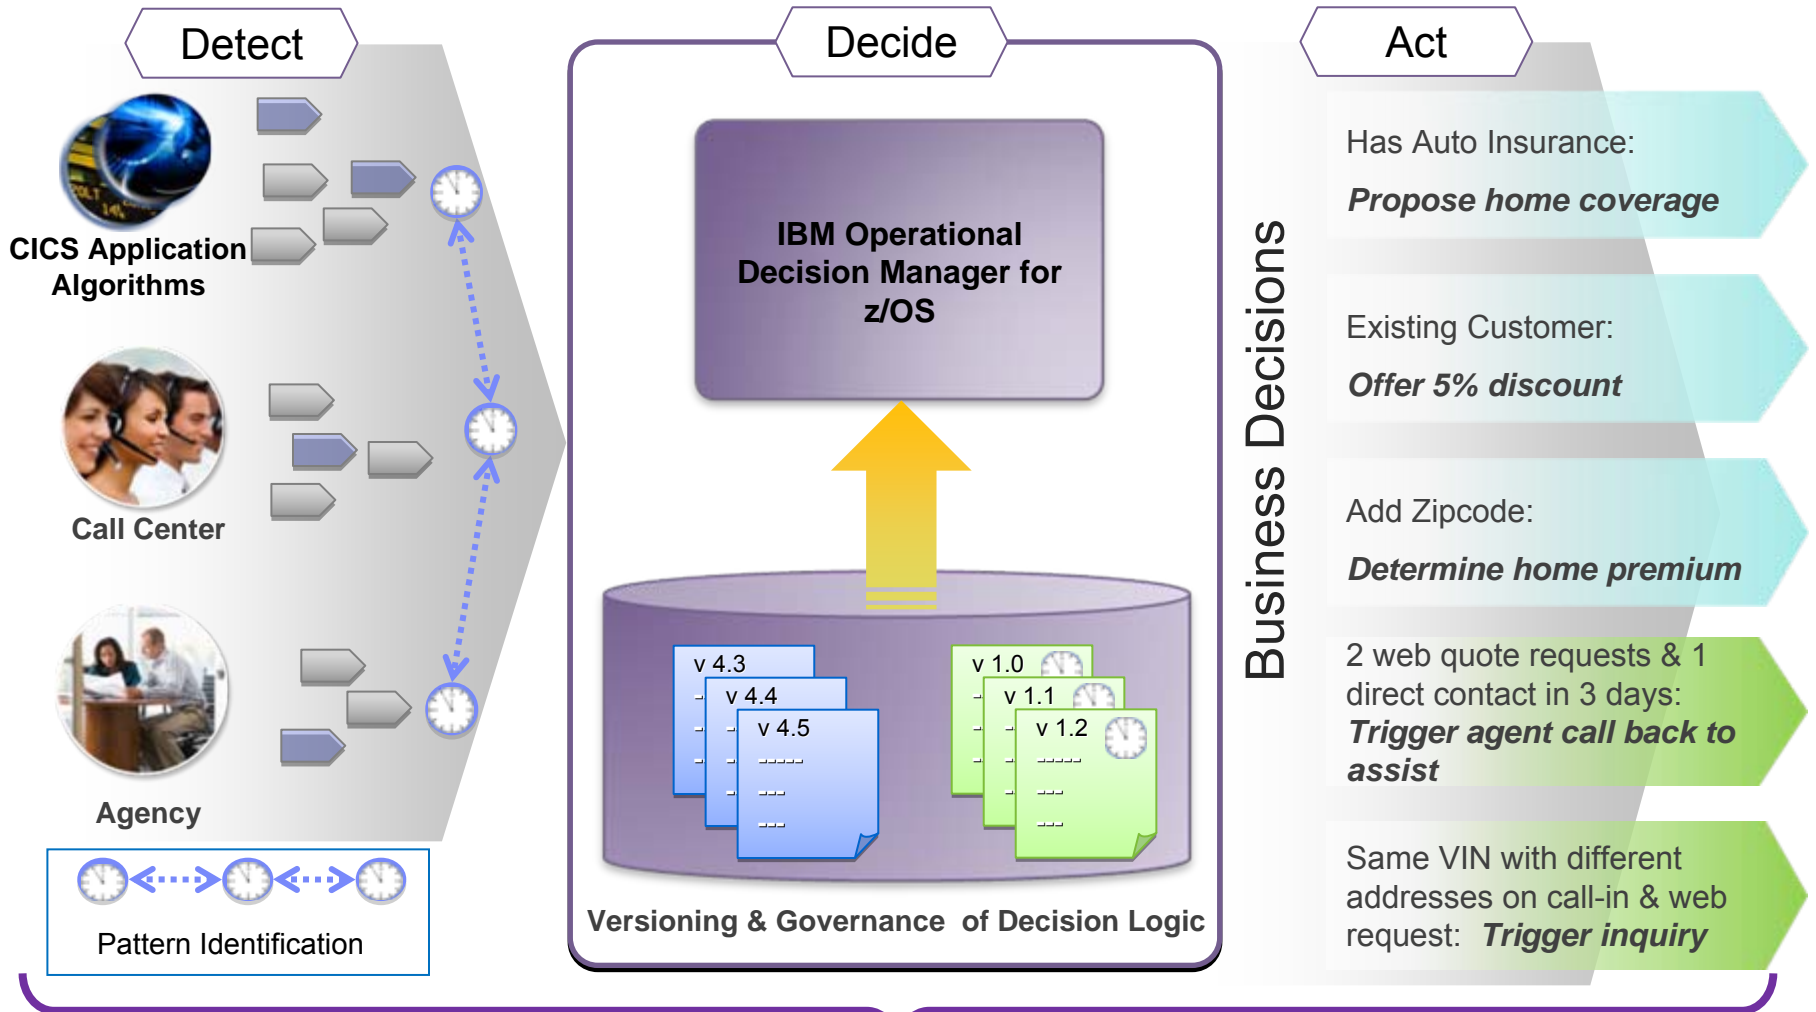 Detect
CICS Application
Algorithms
Call Center
Agency
Pattern Identification
Decide
IBM Operational
Decision Manager for
z/OS
v 4.3
v 4.4
v 4.5
-----
---
---
v 1.0
v 1.1
v 1.2
-----
---
---
Versioning & Governance of Decision Logic
Business Decisions
Act
Has Auto Insurance:
Propose home coverage
Existing Customer:
Offer 5% discount
Add Zipcode:
Determine home premium
2 web quote requests & 1
direct contact in 3 days:
Trigger agent call back to
assist
Same VIN with different
addresses on call-in & web
request: Trigger inquiry